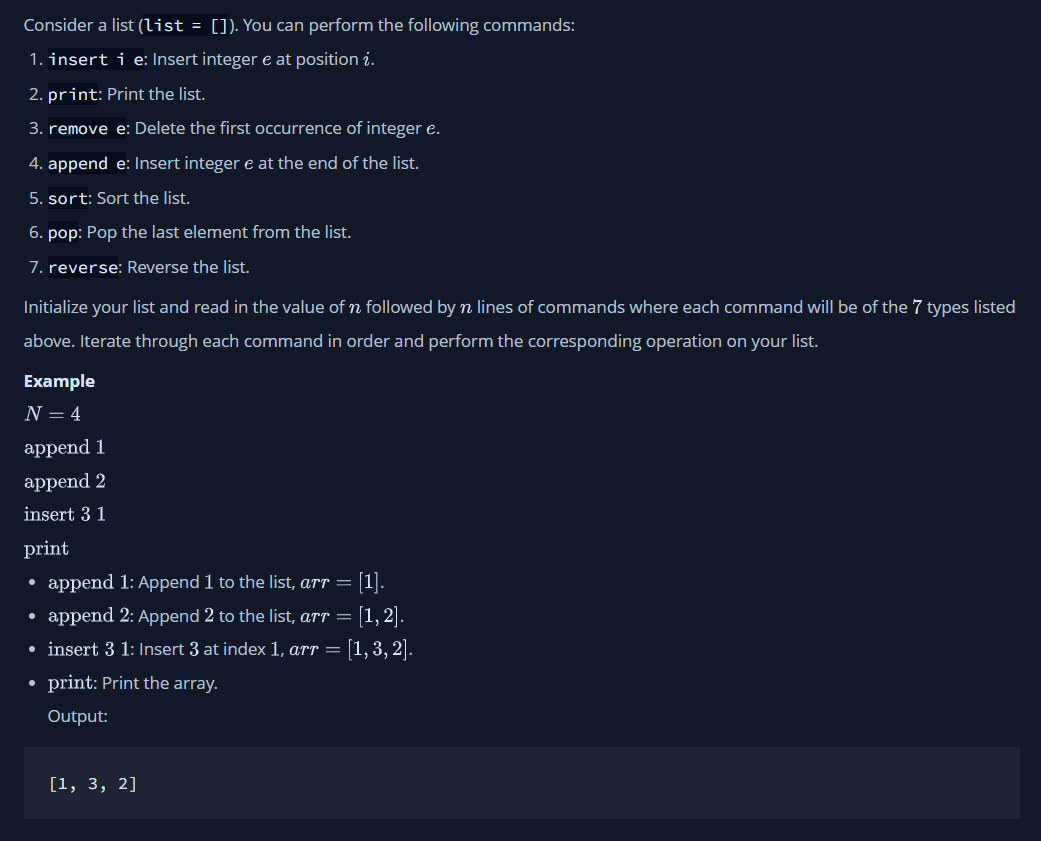 Consider a list (list = []). You can perform the following commands:
1. insert i e: Insert integer e at position i.
2. print: Print the list.
3. remove e: Delete the first occurrence of integer e.
4. append e: Insert integer e at the end of the list.
5. sort: Sort the list.
6. pop: Pop the last element from the list.
7. reverse: Reverse the list.
Initialize your list and read in the value of n followed by n lines of commands where each command will be of the 7 types listed
above. Iterate through each command in order and perform the corresponding operation on your list.
Example
N = 4
append 1
append 2
insert 3 1
print
• append 1: Append 1 to the list, arr = [1].
• append 2: Append 2 to the list, arr = [1, 2].
• insert 3 1: Insert 3 at index 1, arr = [1, 3, 2].
• print: Print the array.
Output:
[1, 3, 2]